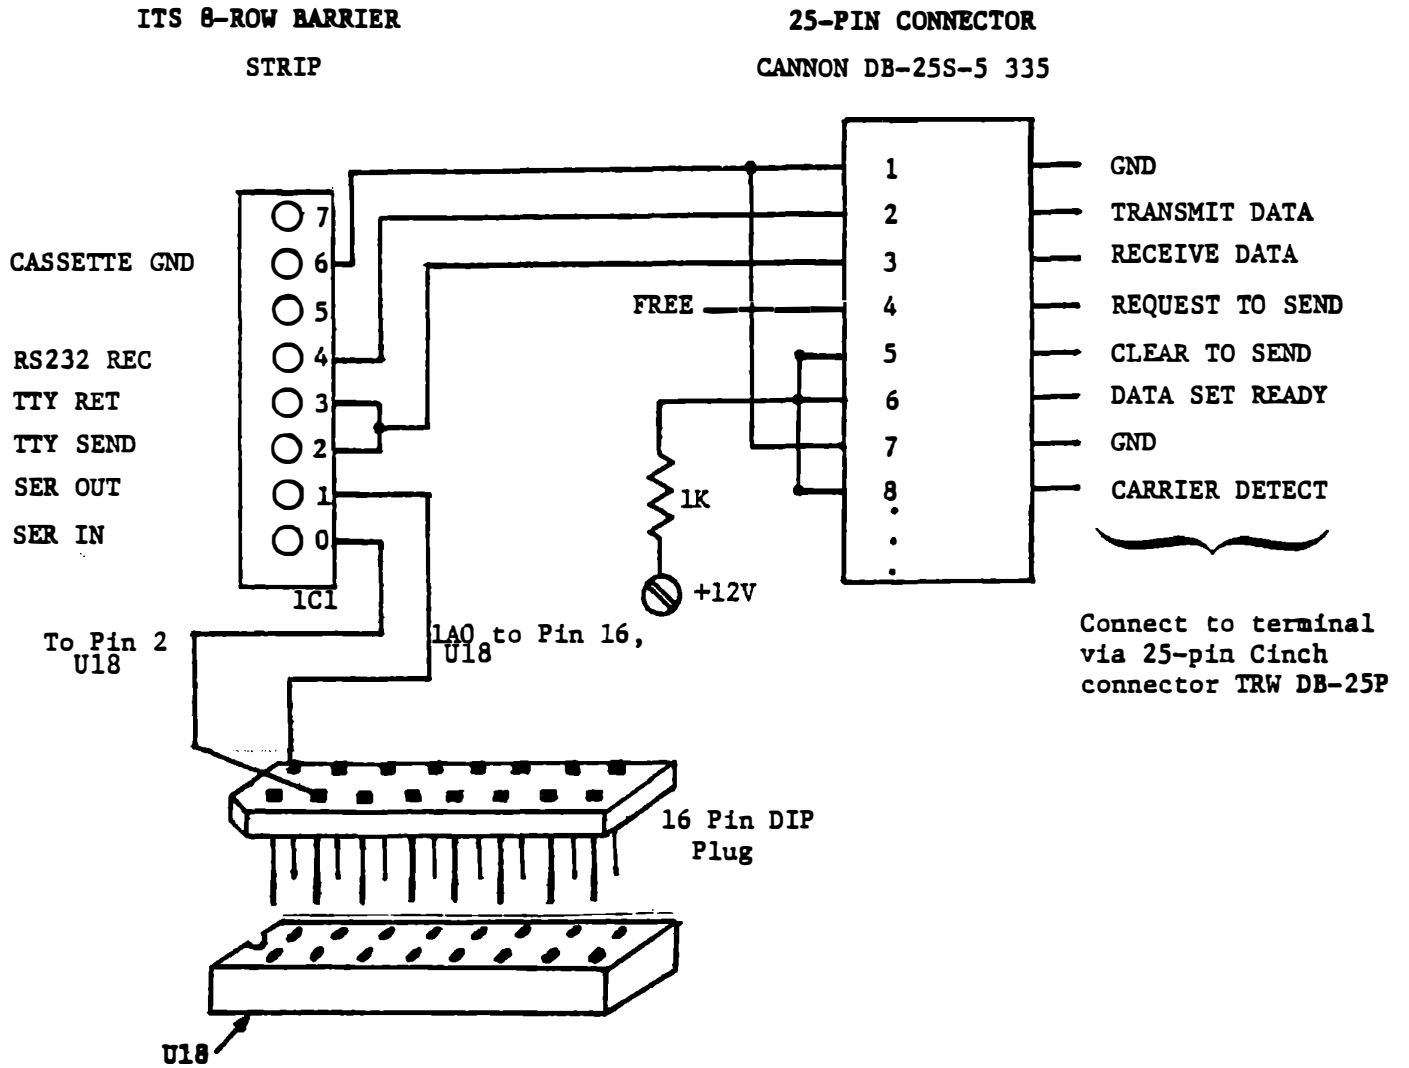 ITS 8-ROW BARRIER
STRIP
25-PIN CONNECTOR
CANNON DB-25S-5 335
7
CASSETTE GND 6
5
RS232 REC 4
TTY RET 3
TTY SEND 2
SER OUT 1
SER IN 0
1C1
1 GND
2 TRANSMIT DATA
3 RECEIVE DATA
FREE 4 REQUEST TO SEND
5 CLEAR TO SEND
6 DATA SET READY
7 GND
8 CARRIER DETECT
1K
+12V
To Pin 2
U18
1A0 to Pin 16,
U18
Connect to terminal
via 25-pin Cinch
connector TRW DB-25P
16 Pin DIP
Plug
U18